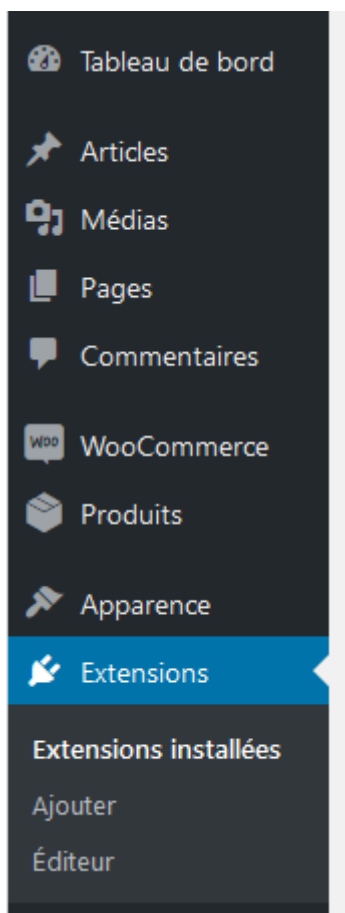 Tableau de bord
Articles
Médias
Pages
Commentaires
Woo WooCommerce
Produits
Apparence
Extensions
Extensions installées
Ajouter
Éditeur